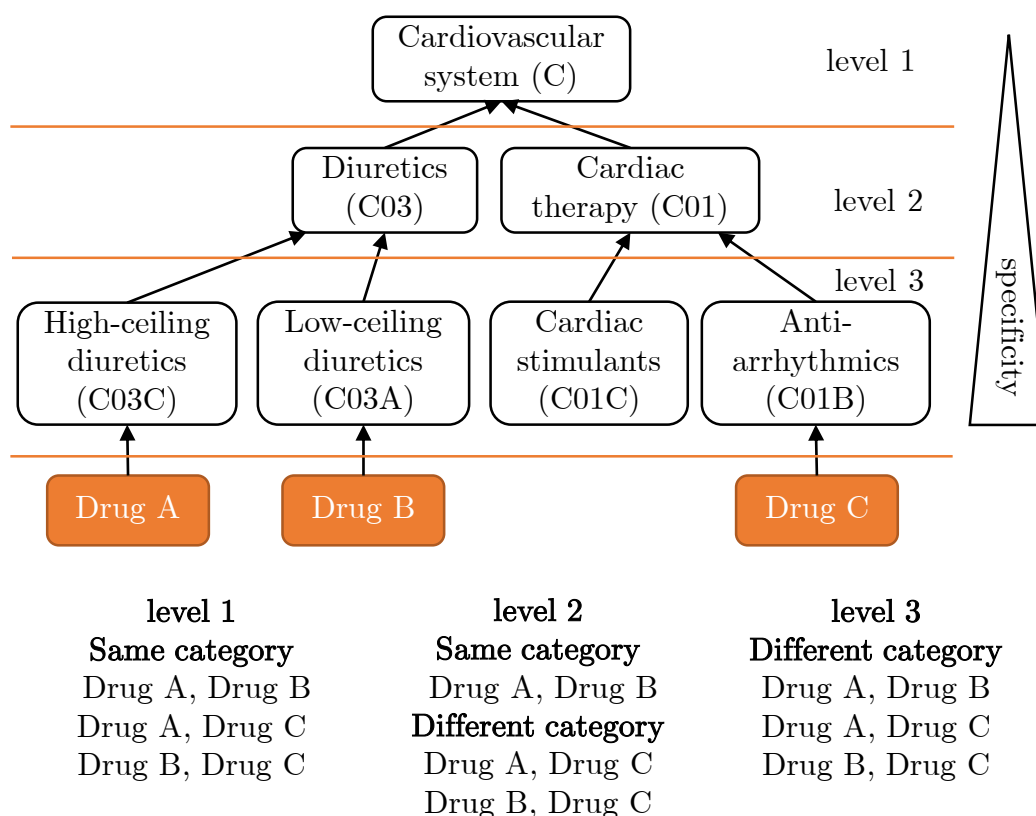 Cardiovascular
system (C)
level 1
Diuretics
(C03)
Cardiac
therapy (C01)
level 2
level 3
High-ceiling
diuretics
(C03C)
Low-ceiling
diuretics
(C03A)
Cardiac
stimulants
(C01C)
Anti-
arrhythmics
(C01B)
specificity
Drug A
Drug B
Drug C
level 1
Same category
Drug A, Drug B
Drug A, Drug C
Drug B, Drug C
level 2
Same category
Drug A, Drug B
Different category
Drug A, Drug C
Drug B, Drug C
level 3
Different category
Drug A, Drug B
Drug A, Drug C
Drug B, Drug C